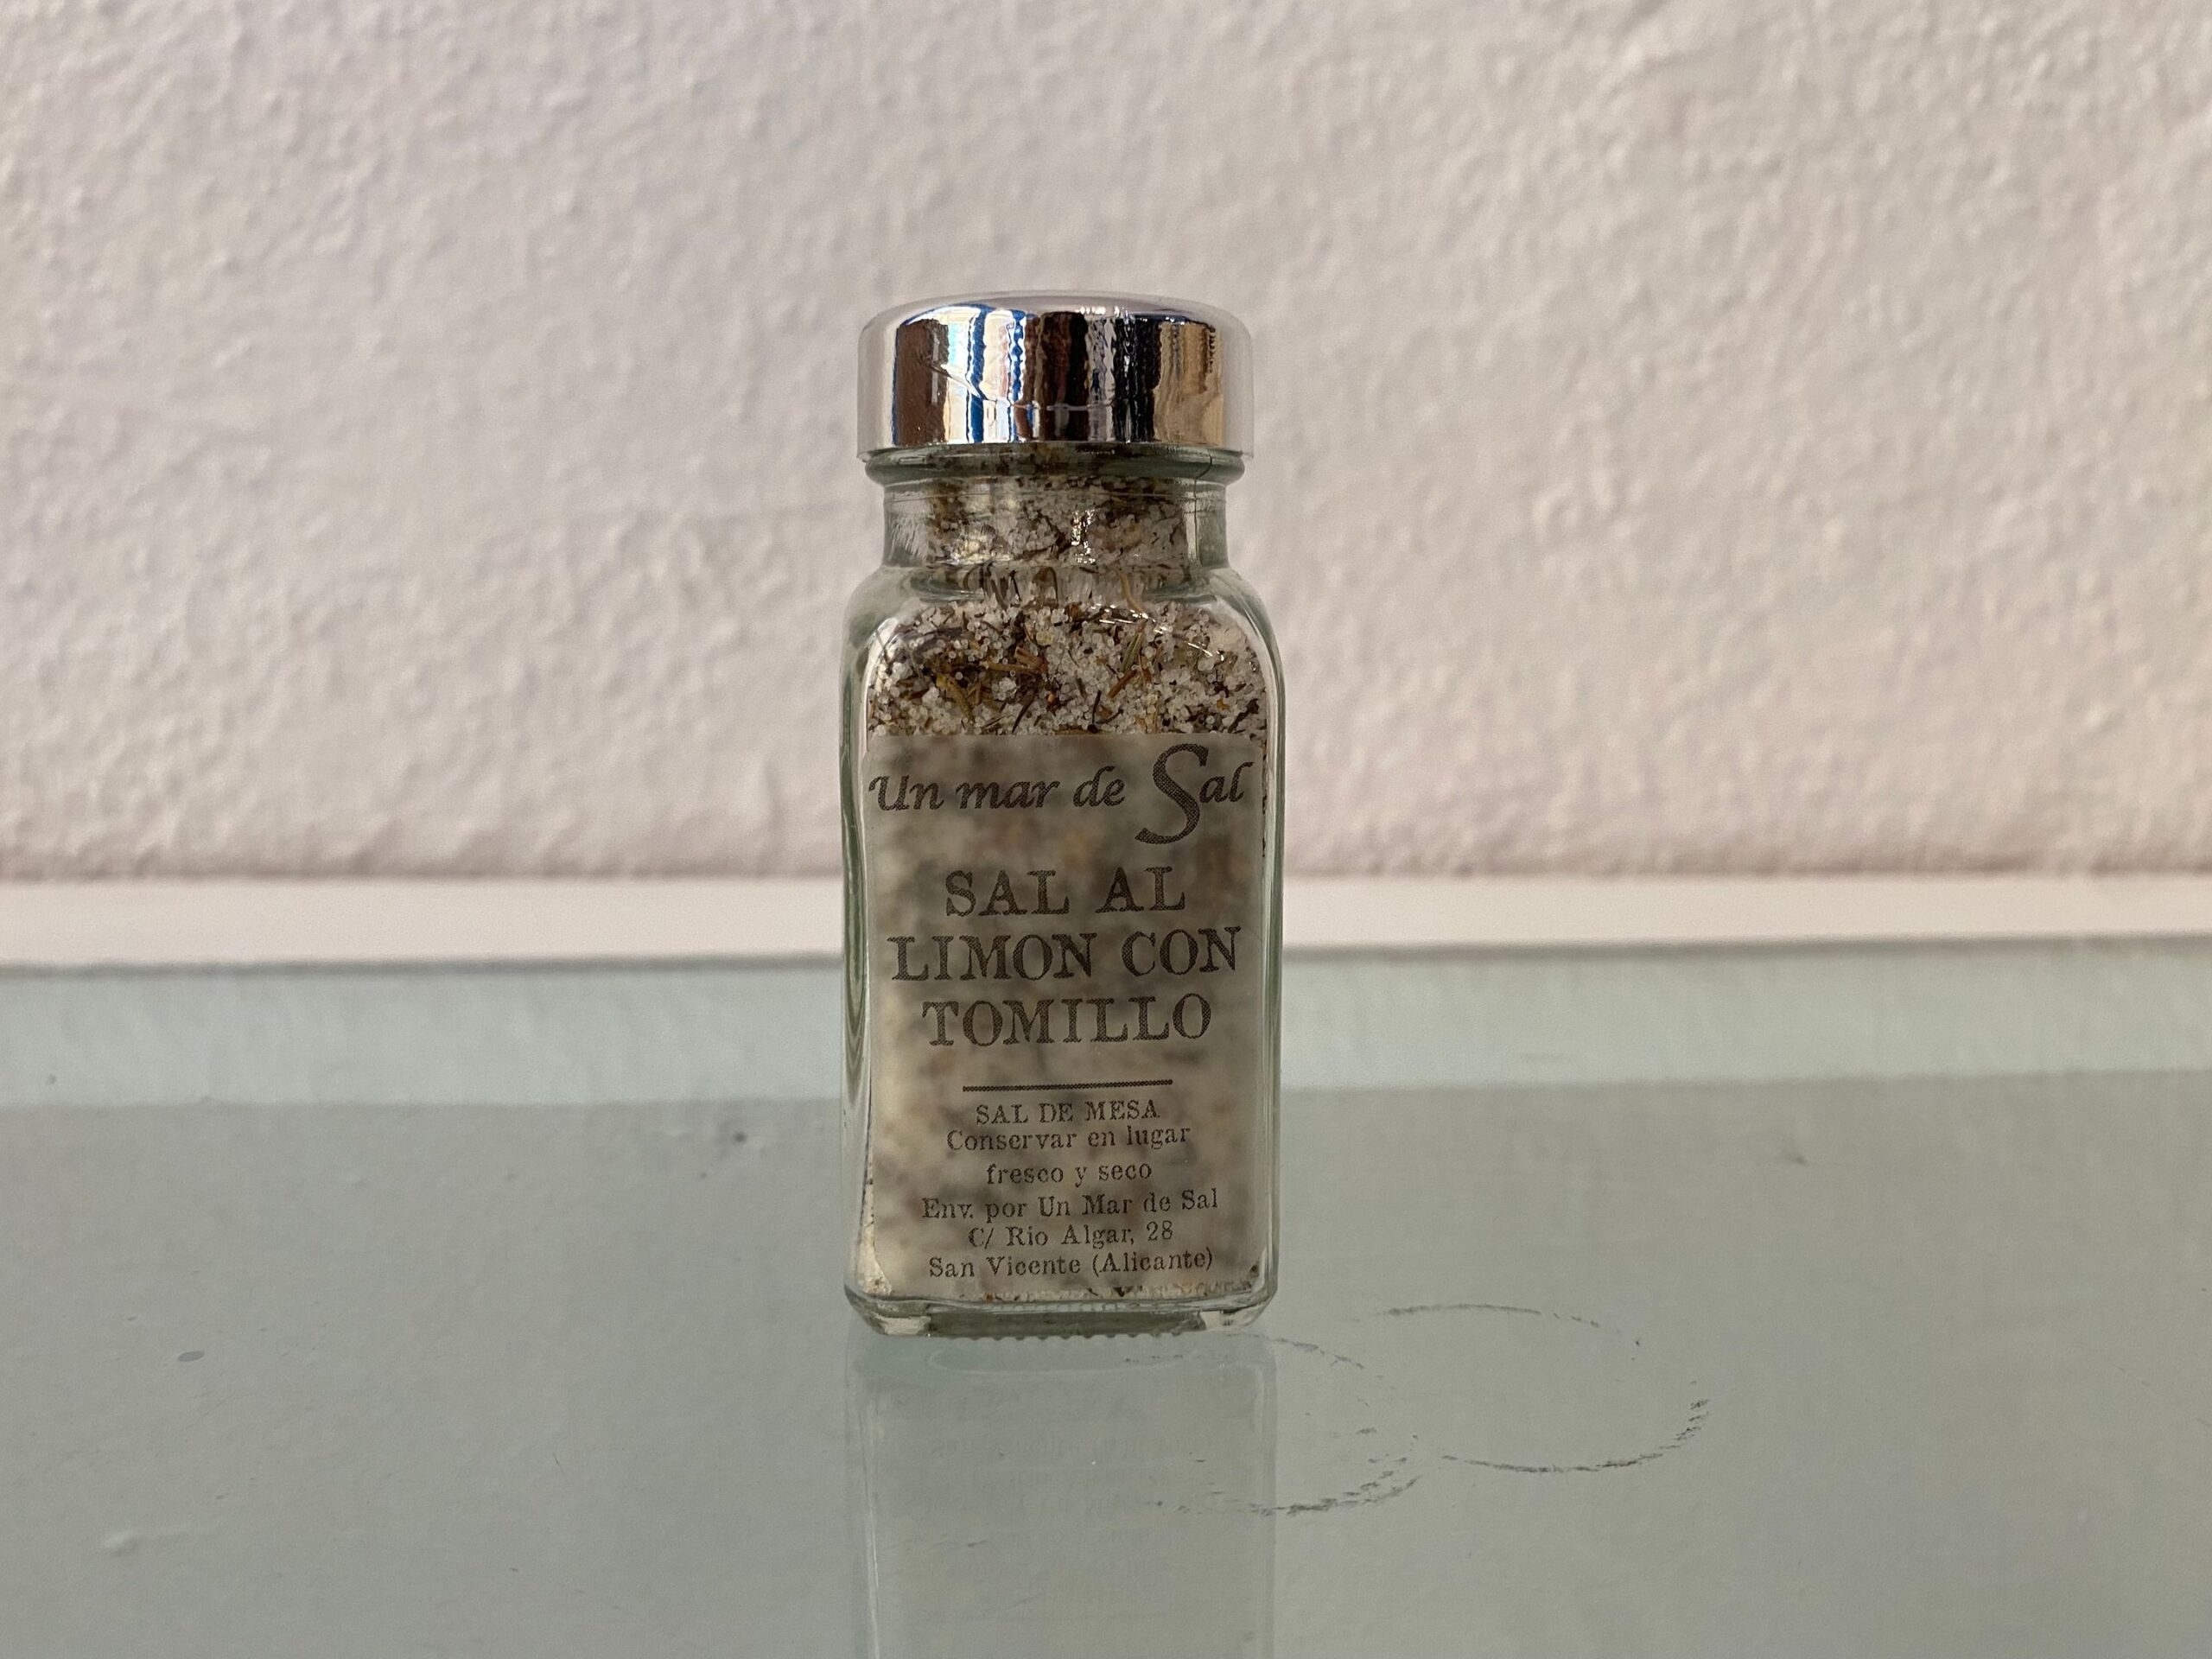 Un mar de Sal
SAL AL
LIMON CON
TOMILLO
SAL DE MESA
Conservar en lugar
fresco y seco
Env. por Un Mar de Sal
C/ Rio Algar, 28
San Vicente (Alicante)